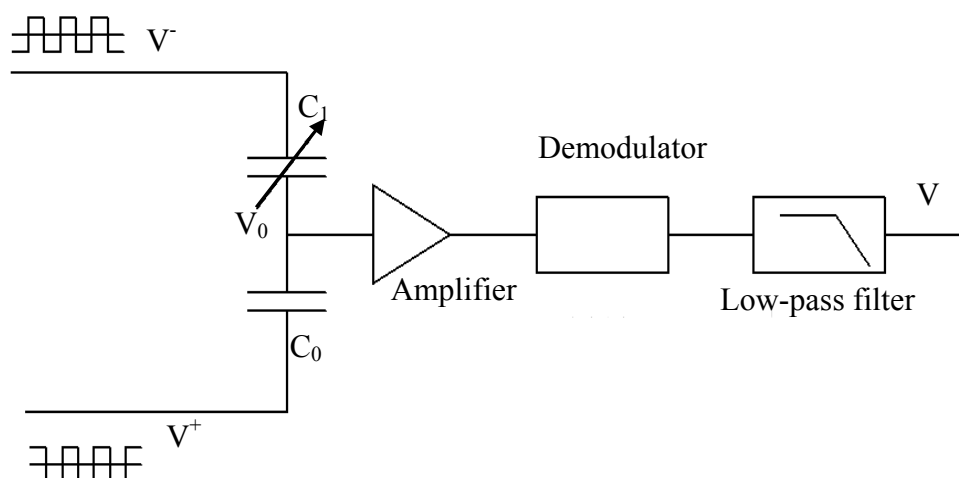 V⁻
C₁
Demodulator
V₀
V
Amplifier
Low-pass filter
C₀
V⁺